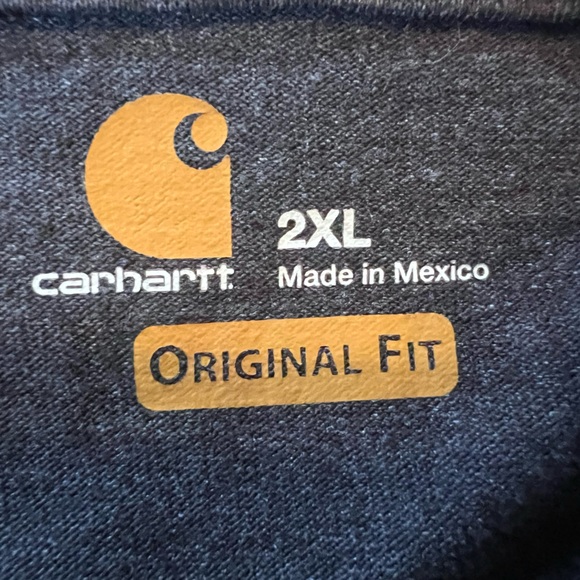 2XL
carhartt
Made in Mexico
ORIGINAL FIT